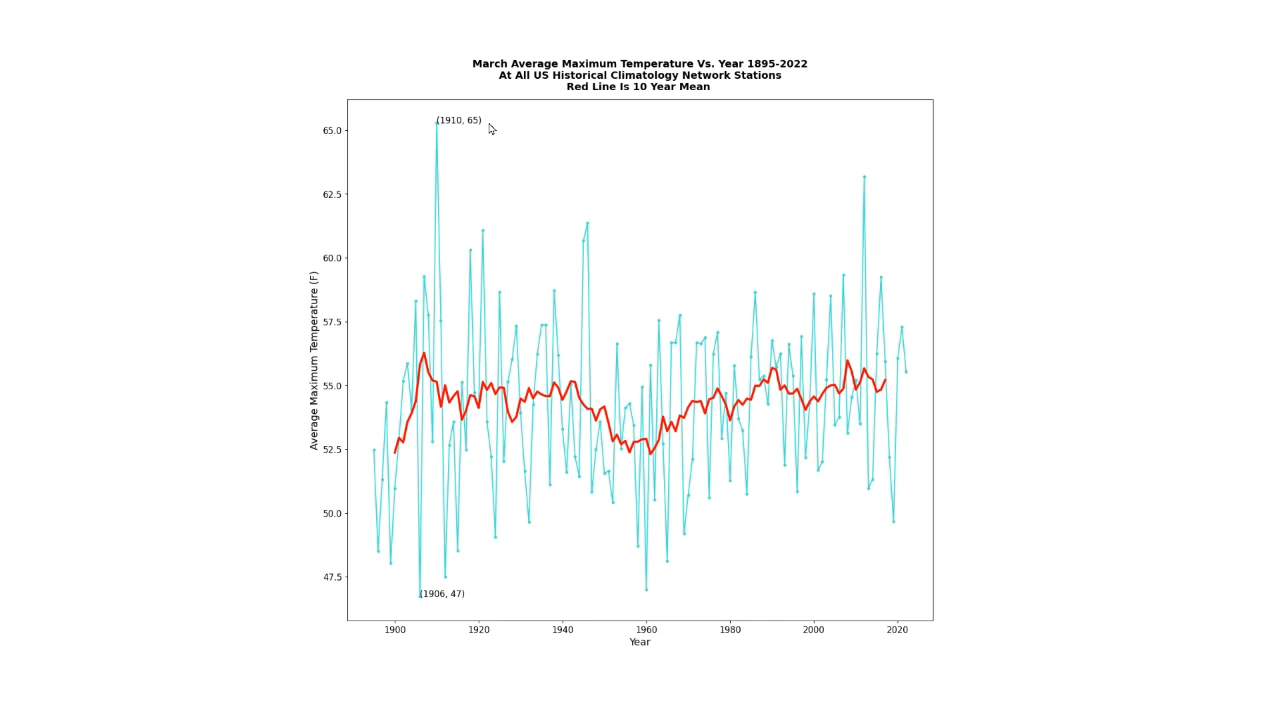 March Average Maximum Temperature Vs. Year 1895-2022
At All US Historical Climatology Network Stations
Red Line Is 10 Year Mean
(1910, 65)
65.0
62.5
60.0
57.5
55.0
52.5
50.0
47.5
Average Maximum Temperature (F)
(1906, 47)
1900 1920 1940 1960 1980 2000 2020
Year